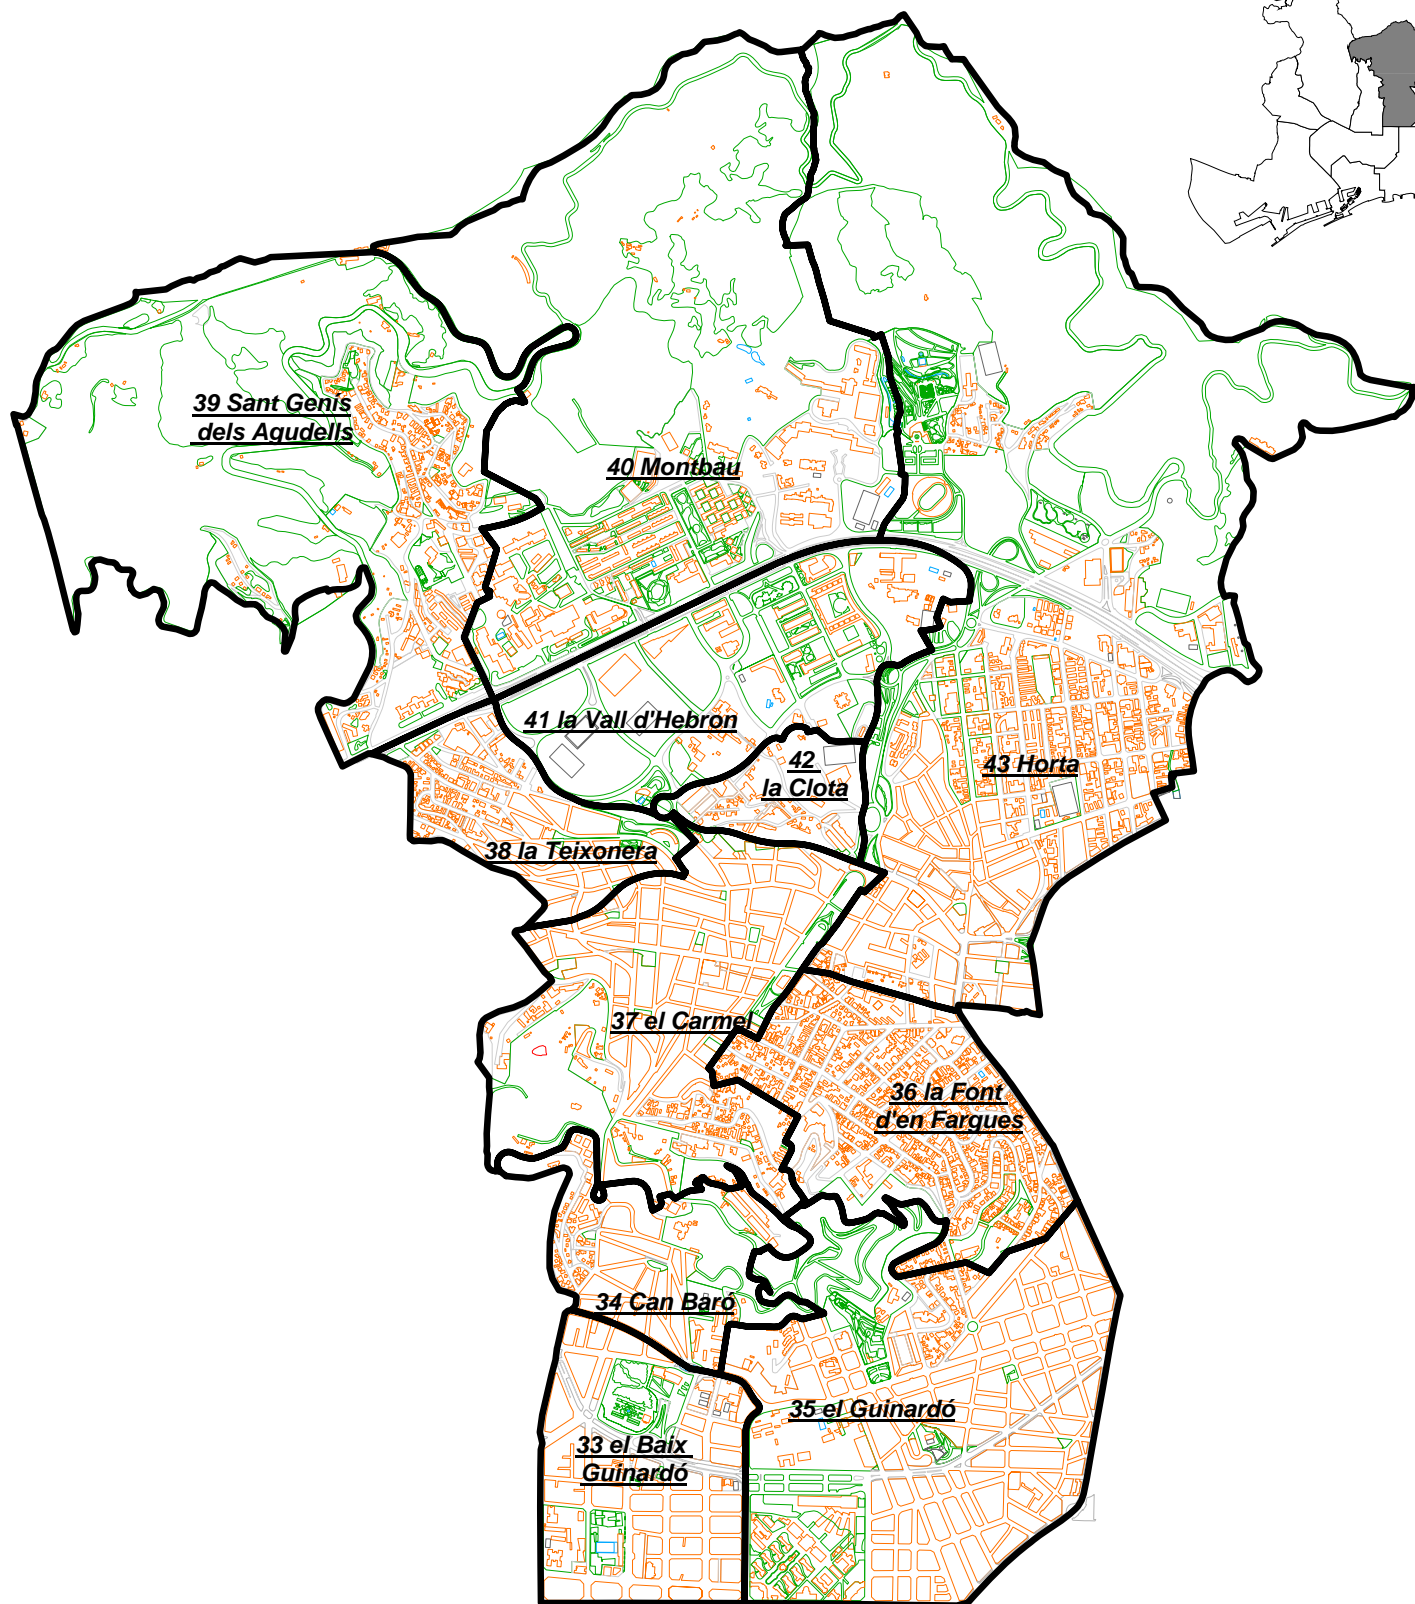 39 Sant Genís
dels Agudells
40 Montbau
41 la Vall d'Hebron
42
la Clota
43 Horta
38 la Teixonera
37 el Carmel
36 la Font
d'en Fargues
34 Can Baró
35 el Guinardó
33 el Baix
Guinardó